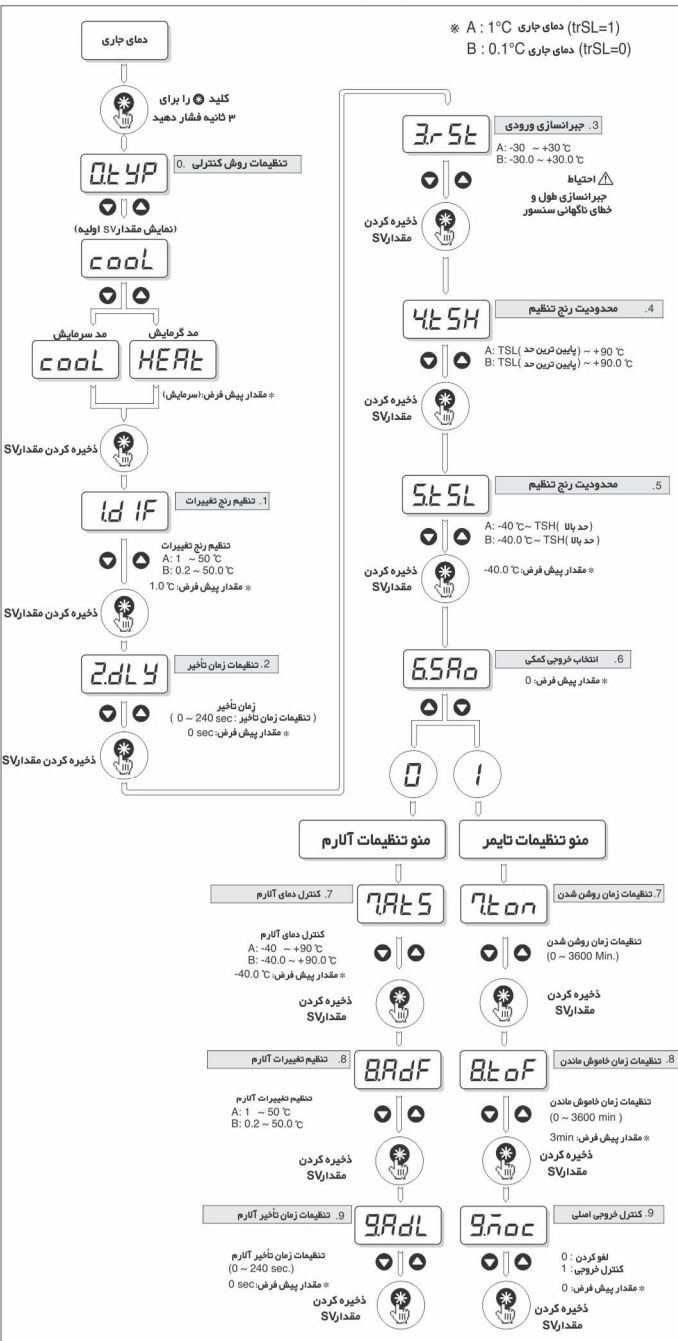 ※ A : 1°C دمای جاری (trSL=1)
B : 0.1°C دمای جاری (trSL=0)
دمای جاری
کلید را برای
۳ ثانیه فشار دهید
0. تنظیمات روش کنترلی
0.tYP
(نمایش مقدار SV اولیه)
cooL
مد سرمایش
مد گرمایش
cooL
HEAt
* مقدار پیش فرض: (سرمایش)
ذخیره کردن مقدار SV
1. تنظیم رنج تغییرات
1.dIF
تنظیم رنج تغییرات
A: 1 ~ 50 °C
B: 0.2 ~ 50.0 °C
* مقدار پیش فرض: 1.0 °C
ذخیره کردن مقدار SV
2. تنظیمات زمان تأخیر
2.dLY
زمان تأخیر
( تنظیمات زمان تأخیر : 0 ~ 240 sec )
* مقدار پیش فرض: 0 sec
ذخیره کردن مقدار SV
3.rSt
3. جبرانسازی ورودی
A: -30 ~ +30 °C
B: -30.0 ~ +30.0 °C
⚠ احتیاط
جبرانسازی طول و
خطای ناگهانی سنسور
ذخیره کردن
مقدار SV
4.tSH
4. محدودیت رنج تنظیم
A: TSL( پایین ترین حد ) ~ +90 °C
B: TSL( پایین ترین حد ) ~ +90.0 °C
ذخیره کردن
مقدار SV
5.tSL
5. محدودیت رنج تنظیم
A: -40 °C ~ TSH( حد بالا )
B: -40.0 °C ~ TSH( حد بالا )
* مقدار پیش فرض: -40.0 °C
ذخیره کردن
مقدار SV
6.SAo
6. انتخاب خروجی کمکی
* مقدار پیش فرض: 0
0
1
منو تنظیمات آلارم
منو تنظیمات تایمر
7. کنترل دمای آلارم
7.AtS
کنترل دمای آلارم
A: -40 ~ +90 °C
B: -40.0 ~ +90.0 °C
* مقدار پیش فرض: -40.0 °C
ذخیره کردن
مقدار SV
8. تنظیم تغییرات آلارم
8.AdF
تنظیم تغییرات آلارم
A: 1 ~ 50 °C
B: 0.2 ~ 50.0 °C
ذخیره کردن
مقدار SV
9. تنظیمات زمان تأخیر آلارم
9.AdL
تنظیمات زمان تأخیر آلارم
(0 ~ 240 sec.)
* مقدار پیش فرض: 0 sec
ذخیره کردن
مقدار SV
7.ton
7. تنظیمات زمان روشن شدن
تنظیمات زمان روشن شدن
(0 ~ 3600 Min.)
ذخیره کردن
مقدار SV
8.toF
8. تنظیمات زمان خاموش ماندن
تنظیمات زمان خاموش ماندن
(0 ~ 3600 min )
* مقدار پیش فرض: 3min
ذخیره کردن
مقدار SV
9.moc
9. کنترل خروجی اصلی
لغو کردن : 0
کنترل خروجی : 1
* مقدار پیش فرض: 0
ذخیره کردن
مقدار SV